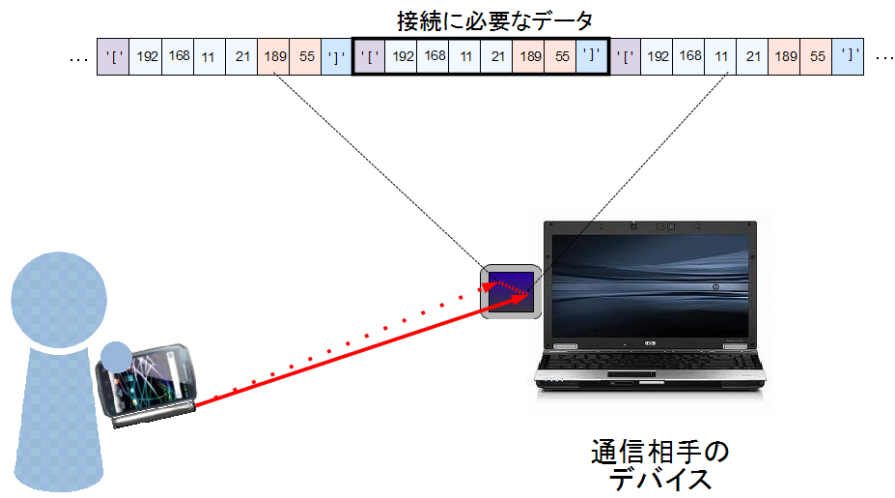 接続に必要なデータ
... '[' 192 168 11 21 189 55 ']' '[' 192 168 11 21 189 55 ']' '[' 192 168 11 21 189 55 ']' ...
通信相手の
デバイス